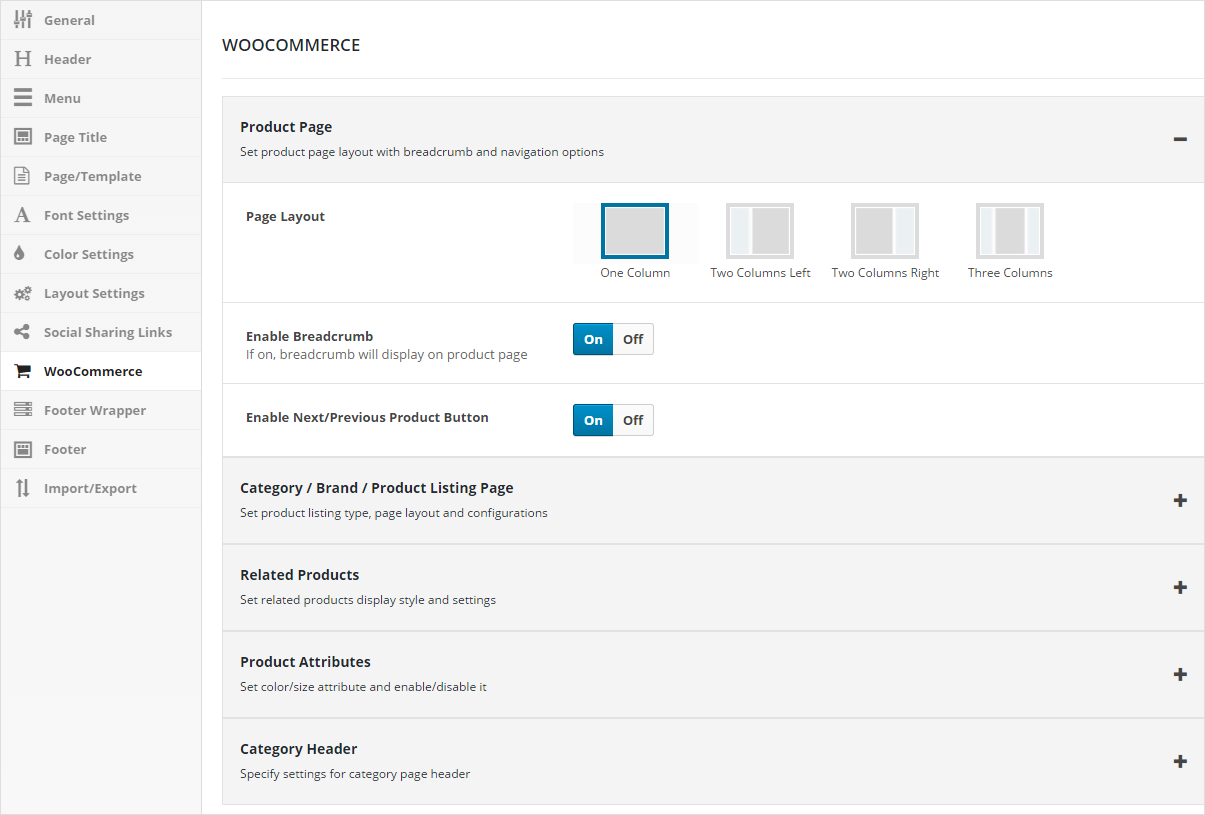 General
Header
Menu
Page Title
Page/Template
Font Settings
Color Settings
Layout Settings
Social Sharing Links
WooCommerce
Footer Wrapper
Footer
Import/Export
WOOCOMMERCE
Product Page
Set product page layout with breadcrumb and navigation options
Page Layout
One Column
Two Columns Left
Two Columns Right
Three Columns
Enable Breadcrumb
If on, breadcrumb will display on product page
On Off
Enable Next/Previous Product Button
On Off
Category / Brand / Product Listing Page
Set product listing type, page layout and configurations
Related Products
Set related products display style and settings
Product Attributes
Set color/size attribute and enable/disable it
Category Header
Specify settings for category page header